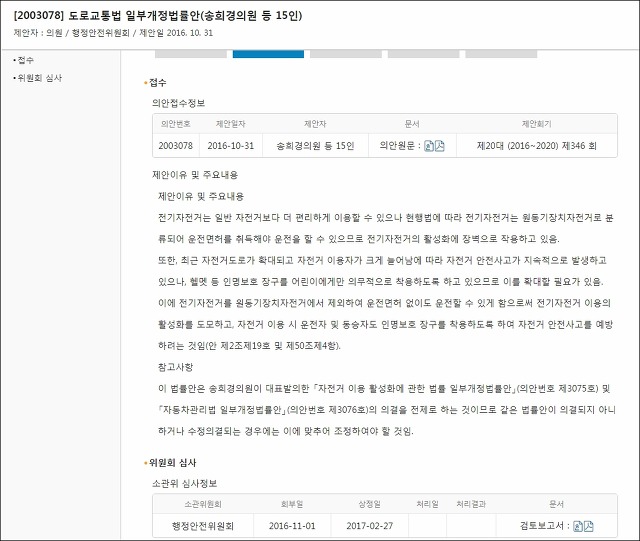 [2003078] 도로교통법 일부개정법률안(송희경의원 등 15인)
제안자 : 의원 / 행정안전위원회 / 제안일 2016. 10. 31
• 접수
• 위원회 심사
• 접수
의안접수정보
의안번호 제안일자 제안자 문서 제안회기
2003078 2016-10-31 송희경의원 등 15인 의안원문 : 제20대 (2016~2020) 제346 회
제안이유 및 주요내용
제안이유 및 주요내용
전기자전거는 일반 자전거보다 더 편리하게 이용할 수 있으나 현행법에 따라 전기자전거는 원동기장치자전거로 분
류되어 운전면허를 취득해야 운전을 할 수 있으므로 전기자전거의 활성화에 장벽으로 작용하고 있음.
또한, 최근 자전거도로가 확대되고 자전거 이용자가 크게 늘어남에 따라 자전거 안전사고가 지속적으로 발생하고
있으나, 헬멧 등 인명보호 장구를 어린이에게만 의무적으로 착용하도록 하고 있으므로 이를 확대할 필요가 있음.
이에 전기자전거를 원동기장치자전거에서 제외하여 운전면허 없이도 운전할 수 있게 함으로써 전기자전거 이용의
활성화를 도모하고, 자전거 이용 시 운전자 및 동승자도 인명보호 장구를 착용하도록 하여 자전거 안전사고를 예방
하려는 것임(안 제2조제19호 및 제50조제4항).
참고사항
이 법률안은 송희경의원이 대표발의한 「자전거 이용 활성화에 관한 법률 일부개정법률안」(의안번호 제3075호) 및
「자동차관리법 일부개정법률안」(의안번호 제3076호)의 의결을 전제로 하는 것이므로 같은 법률안이 의결되지 아니
하거나 수정의결되는 경우에는 이에 맞추어 조정하여야 할 것임.
• 위원회 심사
소관위 심사정보
소관위원회 회부일 상정일 처리일 처리결과 문서
행정안전위원회 2016-11-01 2017-02-27 검토보고서 :